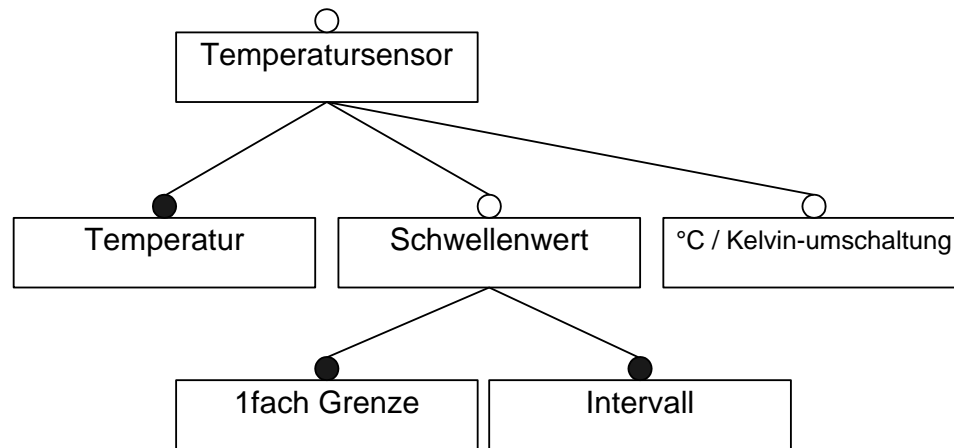 Temperatursensor
Temperatur
Schwellenwert
°C / Kelvin-umschaltung
1fach Grenze
Intervall